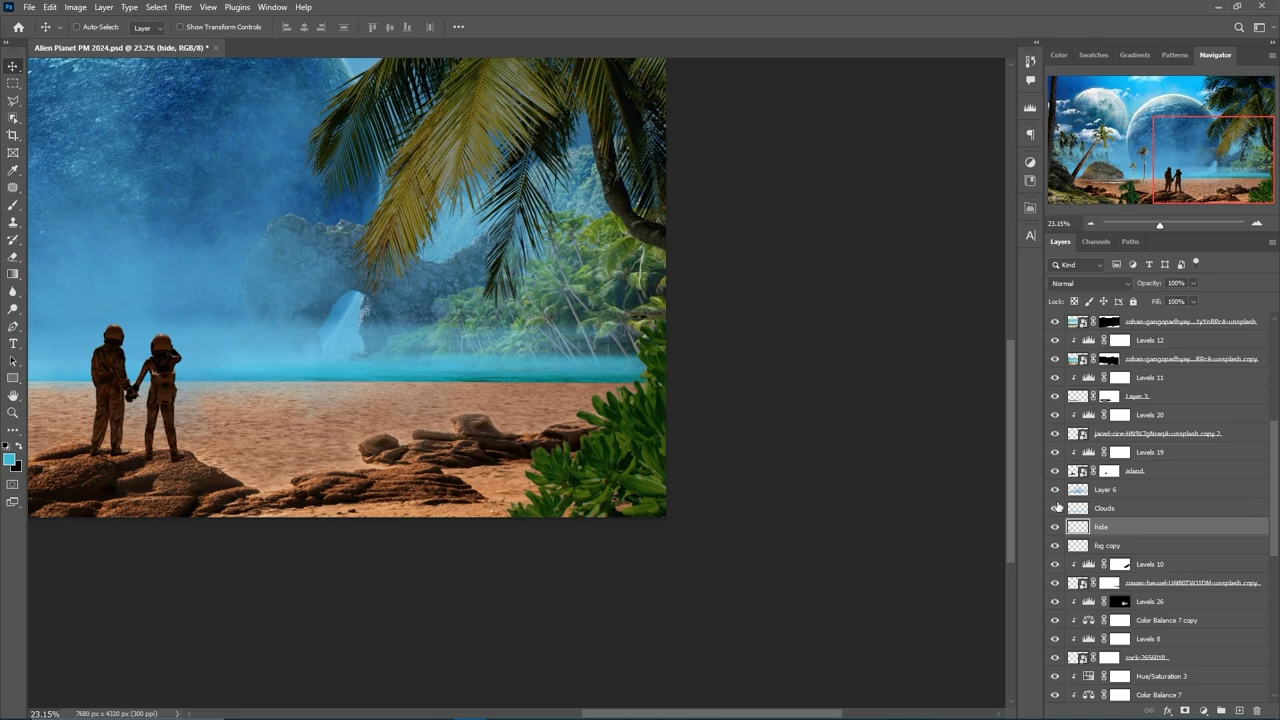 Ps File Edit Image Layer Type Select Filter View Plugins Window Help
Auto-Select: Layer Show Transform Controls
Alien Planet PM 2024.psd @ 23.2% (hide, RGB/8) *
Color Swatches Gradients Patterns Navigator
23.15%
Layers Channels Paths
Kind
Normal Opacity: 100%
Lock: Fill: 100%
Levels 12
Levels 11
Layer 3
Levels 20
Levels 19
island
Layer 6
Clouds
hide
fog copy
Levels 10
Levels 26
Color Balance 7 copy
Levels 8
rock-2656018...
Hue/Saturation 3
Color Balance 7
23.15% 7680 px x 4320 px (300 ppi)